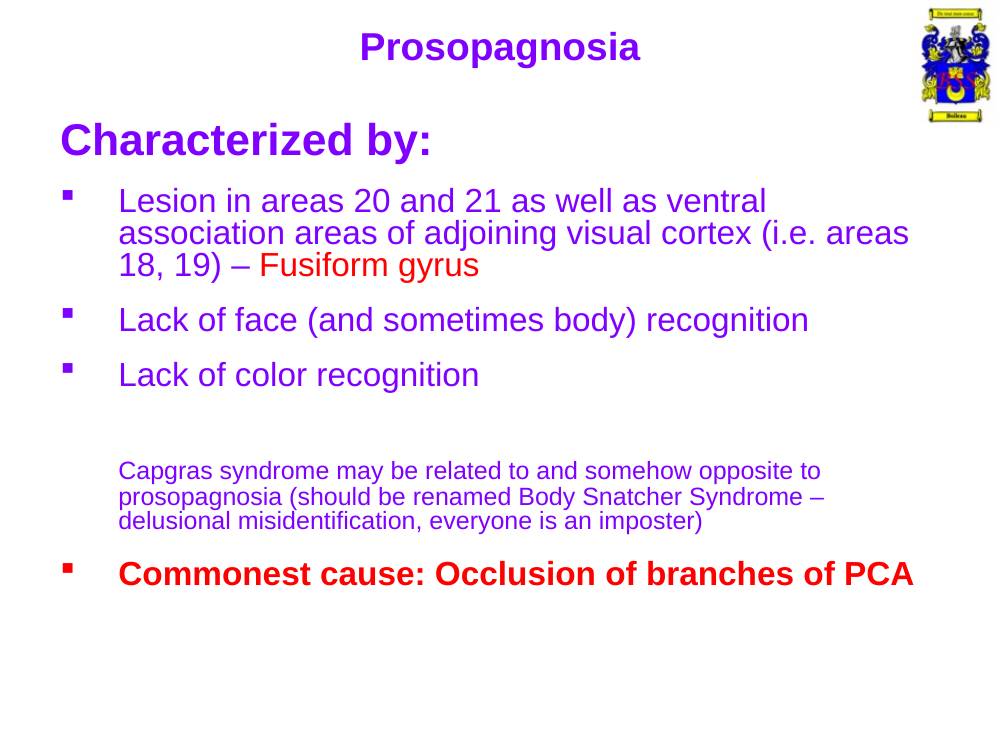 Prosopagnosia
Characterized by:
▪ Lesion in areas 20 and 21 as well as ventral
association areas of adjoining visual cortex (i.e. areas
18, 19) – Fusiform gyrus
▪ Lack of face (and sometimes body) recognition
▪ Lack of color recognition
Capgras syndrome may be related to and somehow opposite to
prosopagnosia (should be renamed Body Snatcher Syndrome –
delusional misidentification, everyone is an imposter)
▪ Commonest cause: Occlusion of branches of PCA
Boileau